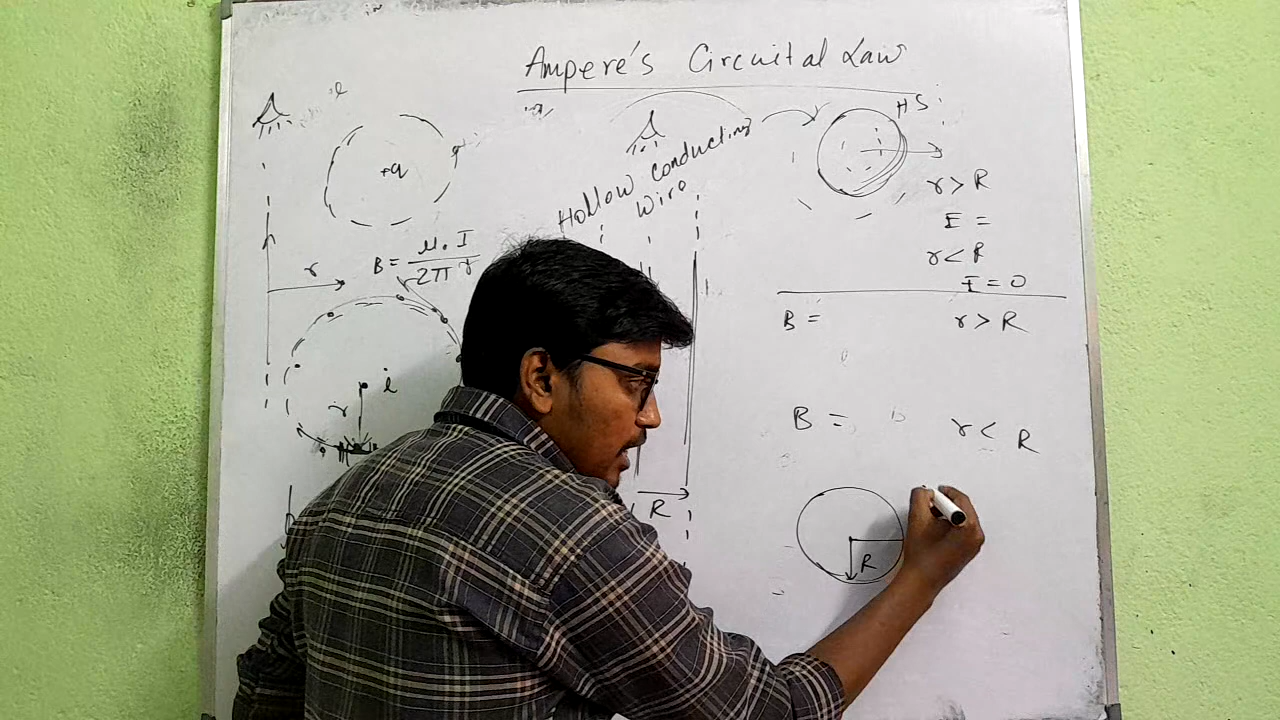 Ampere's Circuital Law
+q
r
B = μ₀ I / 2π r
i
r
Hollow conducting
wire
R
H S
r > R
E =
r < R
E = 0
B =
r > R
B =
r < R
R